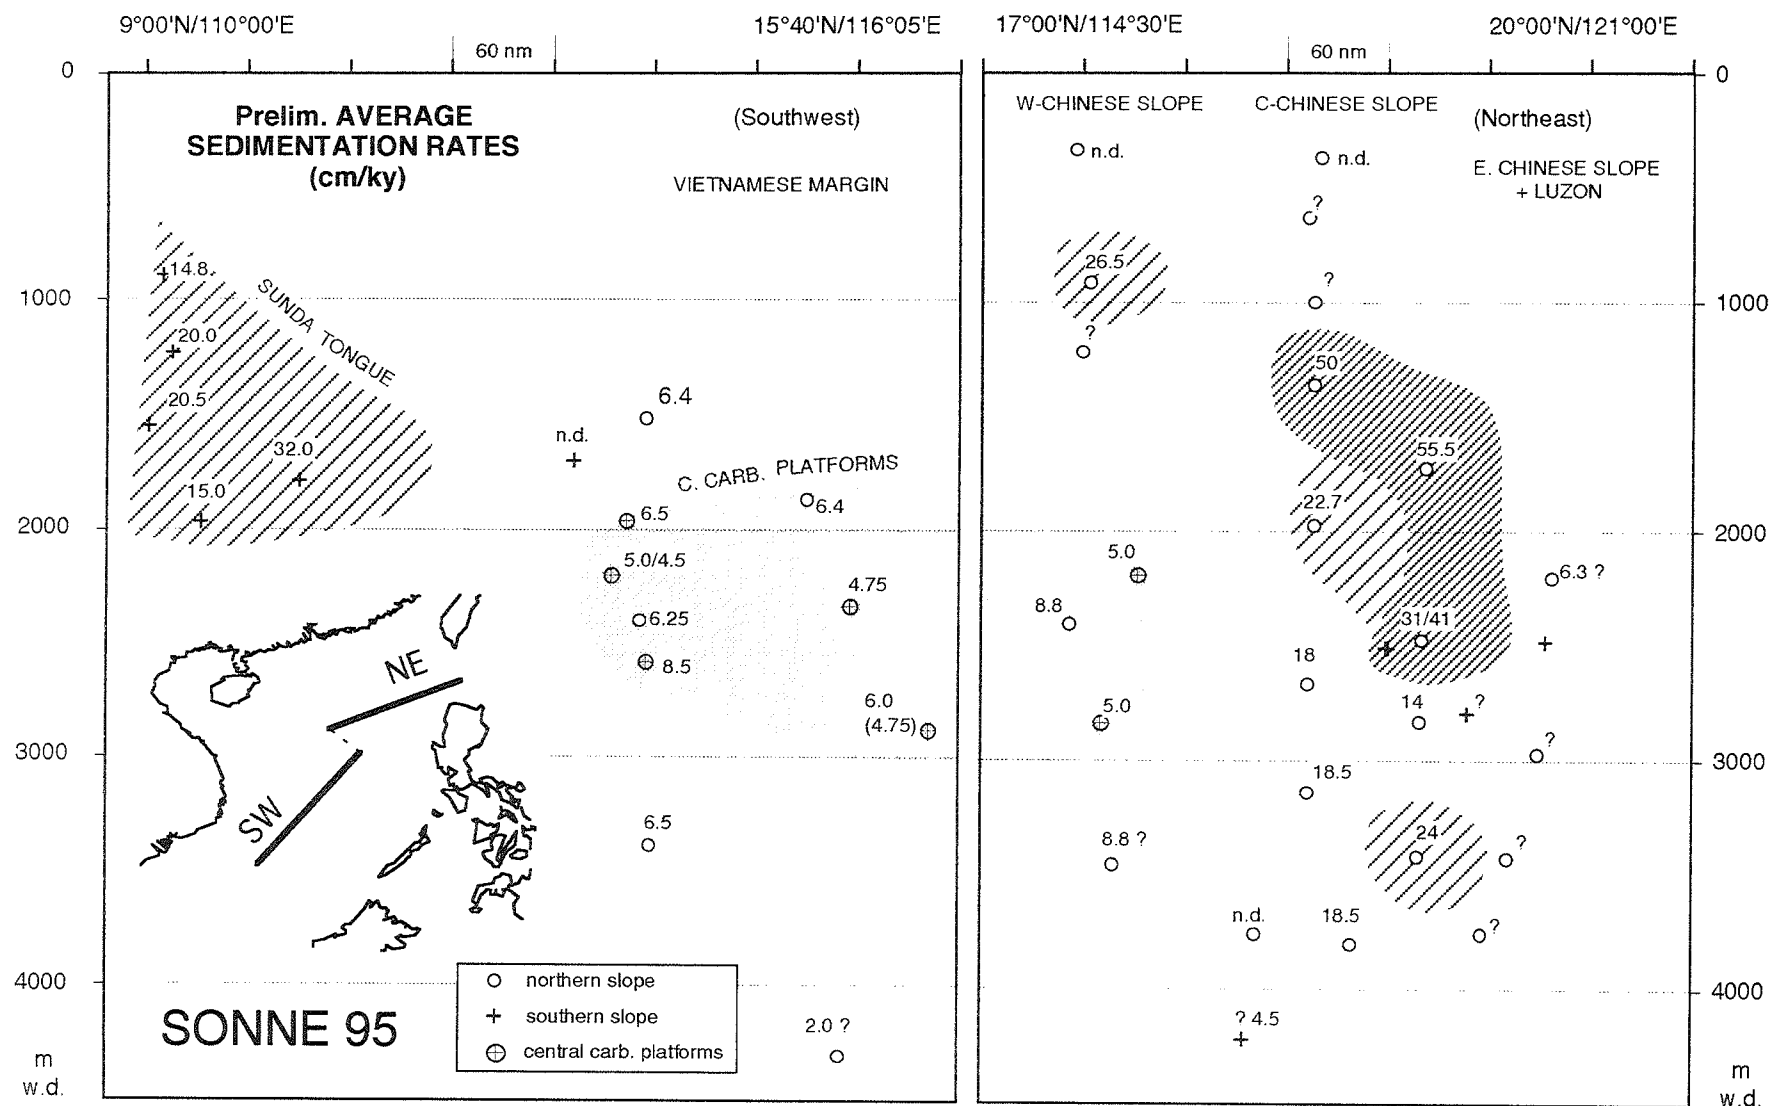 9°00'N/110°00'E
15°40'N/116°05'E
17°00'N/114°30'E
20°00'N/121°00'E
60 nm
60 nm
0
0
Prelim. AVERAGE
SEDIMENTATION RATES
(cm/ky)
(Southwest)
VIETNAMESE MARGIN
W-CHINESE SLOPE
C-CHINESE SLOPE
(Northeast)
E. CHINESE SLOPE
+ LUZON
n.d.
n.d.
?
14.8
SUNDA TONGUE
26.5
?
1000
1000
20.0
?
20.5
50
6.4
32.0
n.d.
55.5
C. CARB. PLATFORMS
15.0
6.5
6.4
22.7
2000
2000
5.0/4.5
4.75
5.0
6.3 ?
6.25
8.8
31/41
8.5
18
NE
6.0
(4.75)
5.0
14
?
?
3000
3000
18.5
SW
6.5
8.8 ?
24
?
n.d.
18.5
?
4000
4000
northern slope
southern slope
central carb. platforms
SONNE 95
2.0 ?
? 4.5
m
w.d.
m
w.d.